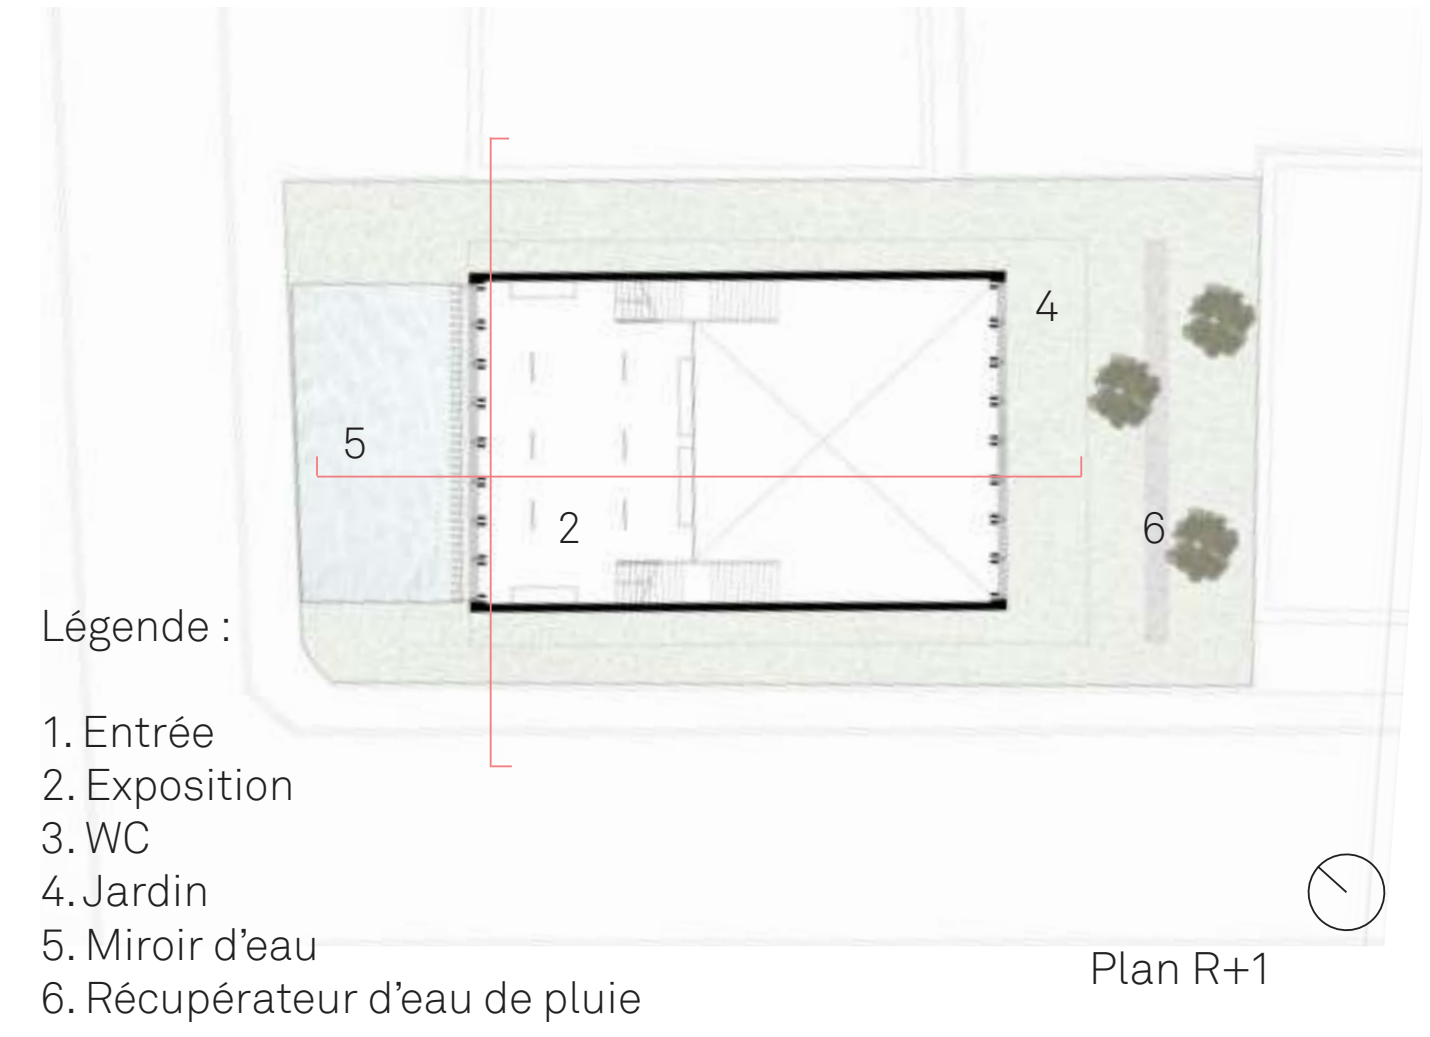 4
5
2
6
Légende :
1. Entrée
2. Exposition
3. WC
4. Jardin
5. Miroir d’eau
6. Récupérateur d’eau de pluie
Plan R+1